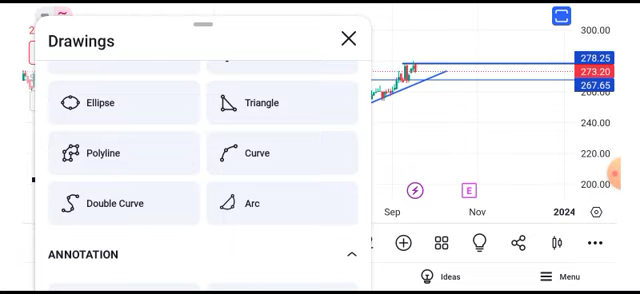 Drawings
Ellipse
Triangle
Polyline
Curve
Double Curve
Arc
ANNOTATION
300.00
278.25
273.20
267.65
240.00
220.00
200.00
E
Sep
Nov
2024
Ideas
Menu